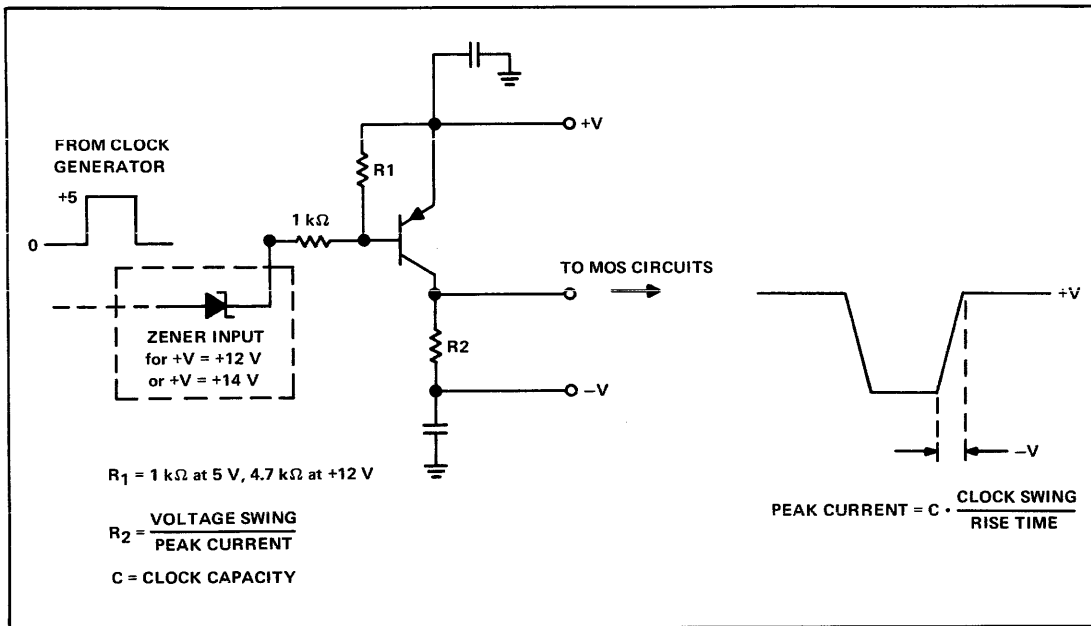 FROM CLOCK
GENERATOR
+5
0
1 kΩ
R1
+V
TO MOS CIRCUITS
+V
ZENER INPUT
for +V = +12 V
or +V = +14 V
R2
−V
−V
R1 = 1 kΩ at 5 V, 4.7 kΩ at +12 V
R2 = VOLTAGE SWING
PEAK CURRENT
C = CLOCK CAPACITY
PEAK CURRENT = C • CLOCK SWING
RISE TIME